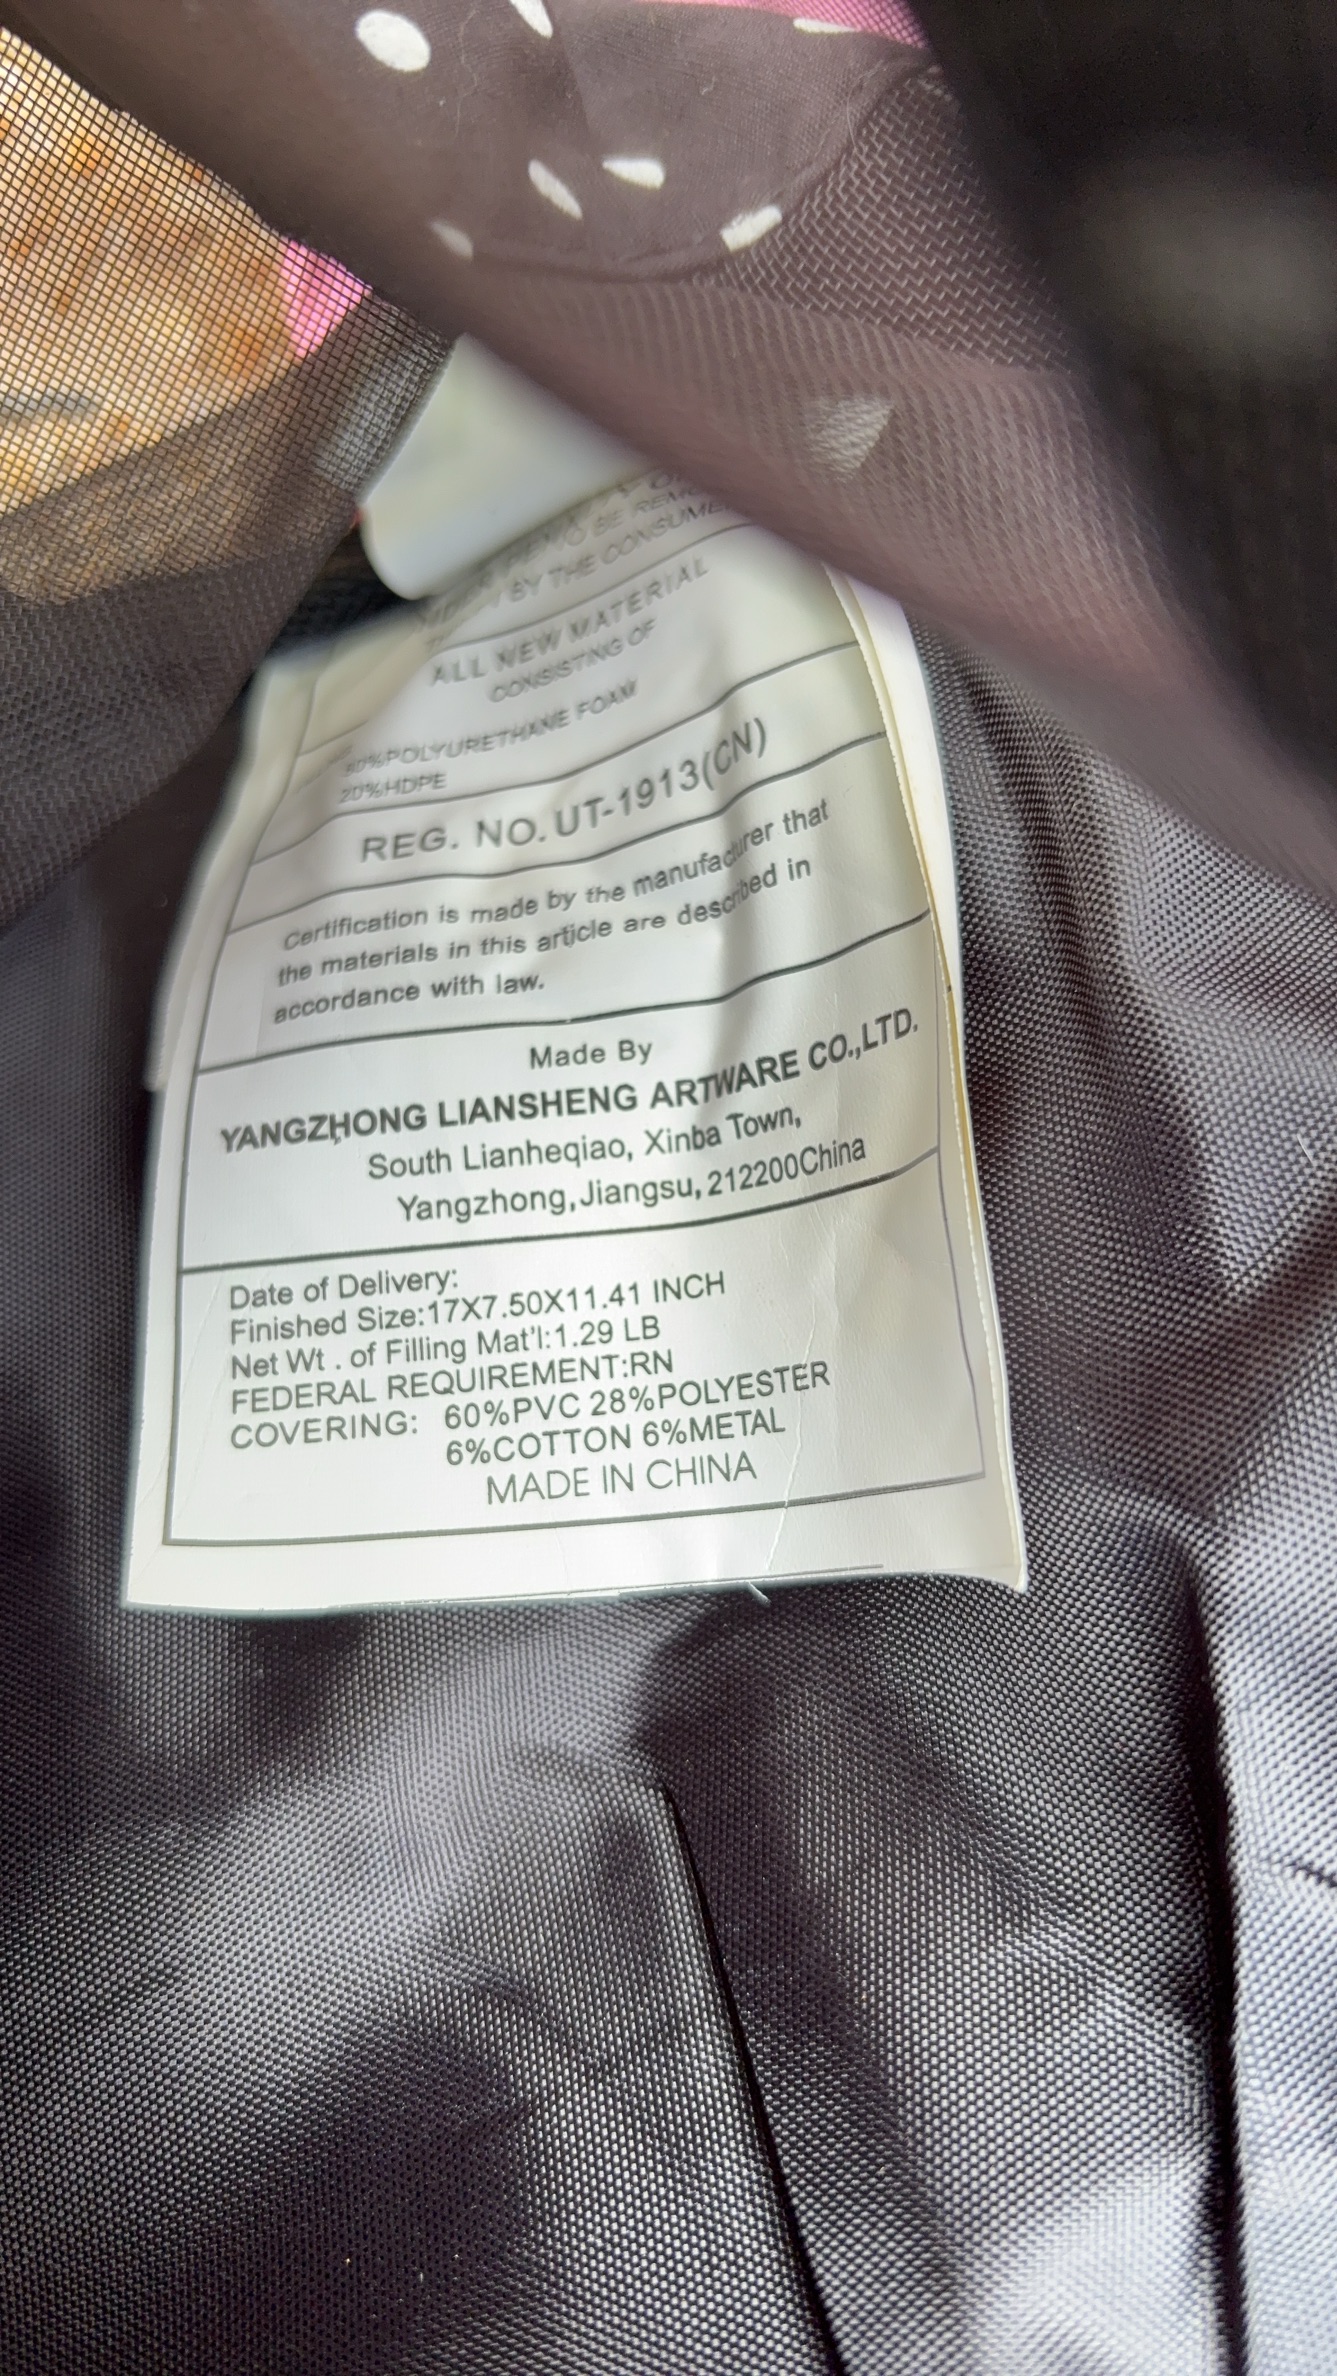 BY THE CONSUME
ALL NEW MATERIAL
CONSISTING OF
80%POLYURETHANE FOAM
20%HDPE
REG. NO. UT-1913(CN)
Certification is made by the manufacturer that
the materials in this article are described in
accordance with law.
Made By
YANGZHONG LIANSHENG ARTWARE CO.,LTD.
South Lianheqiao, Xinba Town,
Yangzhong,Jiangsu, 212200China
Date of Delivery:
Finished Size:17X7.50X11.41 INCH
Net Wt . of Filling Mat'l:1.29 LB
FEDERAL REQUIREMENT:RN
COVERING: 60%PVC 28%POLYESTER
6%COTTON 6%METAL
MADE IN CHINA